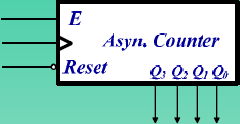 E
Asyn. Counter
Reset Q3 Q2 Q1 Q0